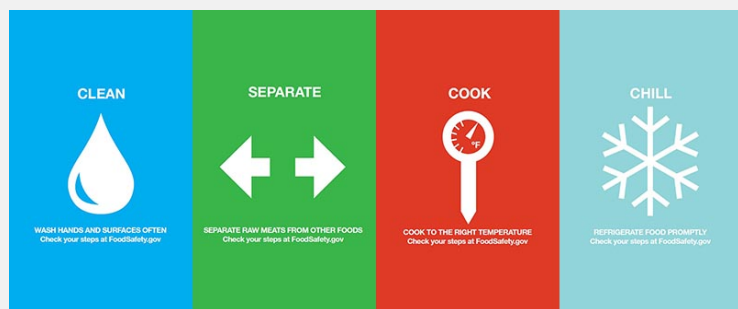 CLEAN
WASH HANDS AND SURFACES OFTEN
Check your steps at FoodSafety.gov
SEPARATE
SEPARATE RAW MEATS FROM OTHER FOODS
Check your steps at FoodSafety.gov
COOK
°F
COOK TO THE RIGHT TEMPERATURE
Check your steps at FoodSafety.gov
CHILL
REFRIGERATE FOOD PROMPTLY
Check your steps at FoodSafety.gov